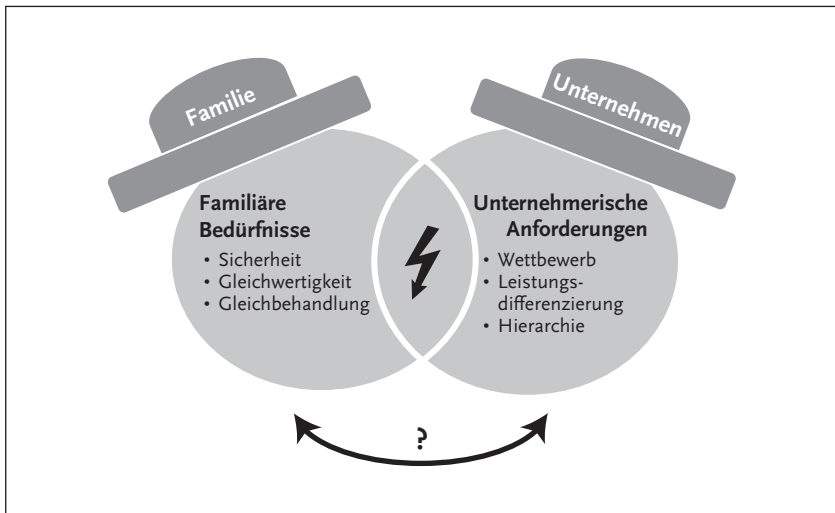 Familie
Unternehmen
Familiäre
Bedürfnisse
• Sicherheit
• Gleichwertigkeit
• Gleichbehandlung
Unternehmerische
Anforderungen
• Wettbewerb
• Leistungs-
differenzierung
• Hierarchie
?